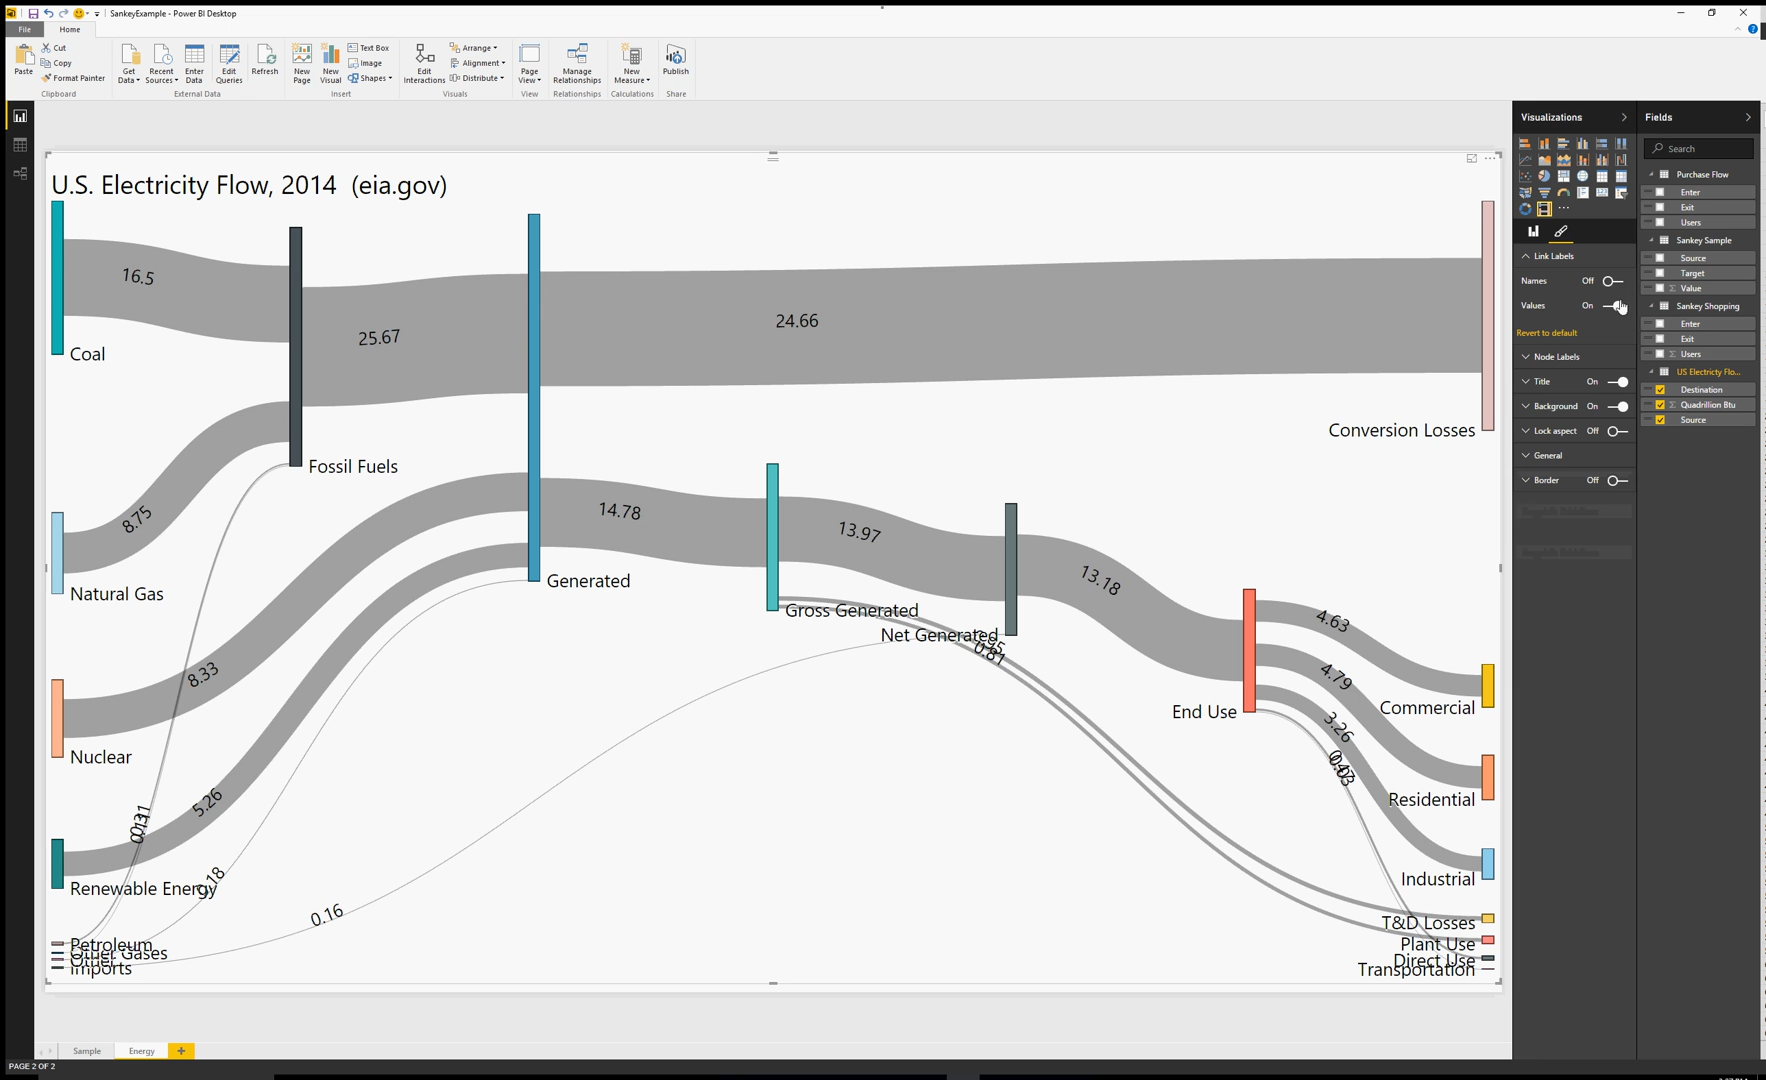 SankeyExample - Power BI Desktop
File
Home
Paste
Cut
Copy
Format Painter
Clipboard
Get Data
Recent Sources
Enter Data
Edit Queries
External Data
Refresh
New Page
New Visual
Text Box
Image
Shapes
Insert
Edit Interactions
Arrange
Alignment
Distribute
Visuals
Page View
View
Manage Relationships
Relationships
New Measure
Calculations
Publish
Share
U.S. Electricity Flow, 2014 (eia.gov)
16.5
25.67
24.66
Coal
Conversion Losses
Fossil Fuels
8.75
14.78
13.97
13.18
Natural Gas
Generated
Gross Generated
Net Generated
0.81
4.63
4.79
3.26
8.33
End Use
Commercial
Nuclear
5.26
Residential
Renewable Energy
0.16
Industrial
T&D Losses
Petroleum
Other Gases
Other
Imports
Plant Use
Direct Use
Transportation
Visualizations
Link Labels
Names Off
Values On
Revert to default
Node Labels
Title On
Background On
Lock aspect Off
General
Border Off
Fields
Search
Purchase Flow
Enter
Exit
Users
Sankey Sample
Source
Target
Σ Value
Sankey Shopping
Enter
Exit
Σ Users
US Electricty Flo...
Destination
Σ Quadrillion Btu
Source
Sample
Energy
PAGE 2 OF 2